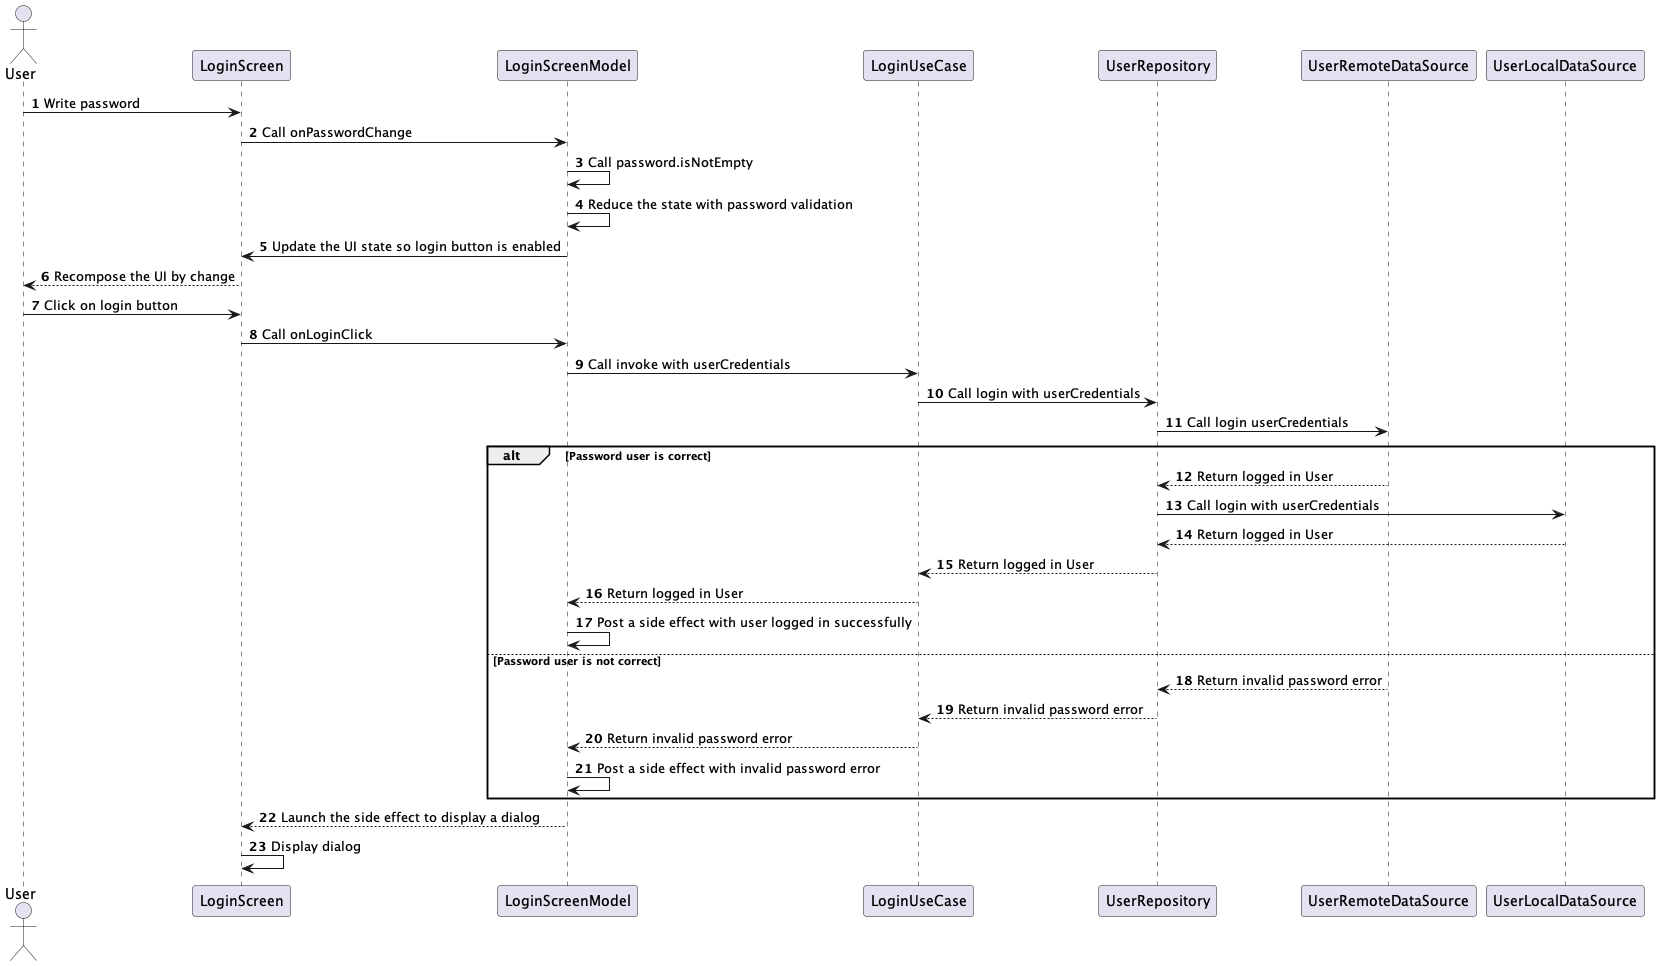 User
LoginScreen
LoginScreenModel
LoginUseCase
UserRepository
UserRemoteDataSource
UserLocalDataSource
1 Write password
2 Call onPasswordChange
3 Call password.isNotEmpty
4 Reduce the state with password validation
5 Update the UI state so login button is enabled
6 Recompose the UI by change
7 Click on login button
8 Call onLoginClick
9 Call invoke with userCredentials
10 Call login with userCredentials
11 Call login userCredentials
alt [Password user is correct]
12 Return logged in User
13 Call login with userCredentials
14 Return logged in User
15 Return logged in User
16 Return logged in User
17 Post a side effect with user logged in successfully
[Password user is not correct]
18 Return invalid password error
19 Return invalid password error
20 Return invalid password error
21 Post a side effect with invalid password error
22 Launch the side effect to display a dialog
23 Display dialog
User
LoginScreen
LoginScreenModel
LoginUseCase
UserRepository
UserRemoteDataSource
UserLocalDataSource